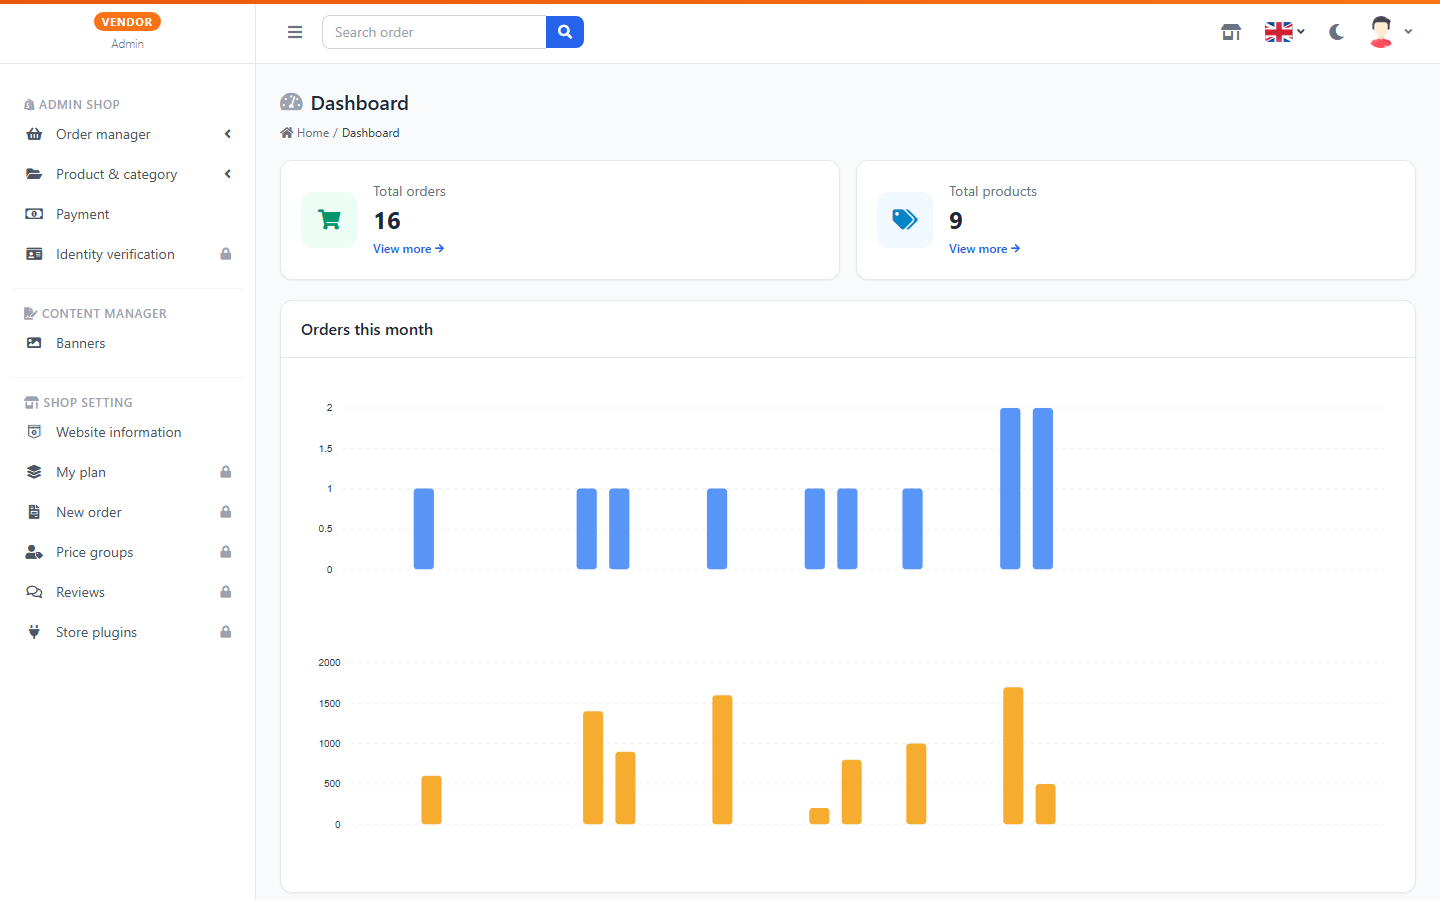 VENDOR
Admin
Search order
ADMIN SHOP
Order manager
Product & category
Payment
Identity verification
CONTENT MANAGER
Banners
SHOP SETTING
Website information
My plan
New order
Price groups
Reviews
Store plugins
Dashboard
Home / Dashboard
Total orders
16
View more
Total products
9
View more
Orders this month
2
1.5
1
0.5
0
2000
1500
1000
500
0